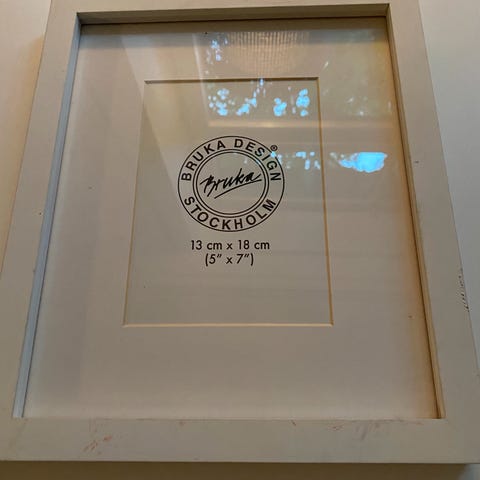 BRUKA DESIGN®
Bruka
STOCKHOLM
13 cm x 18 cm
(5" x 7")